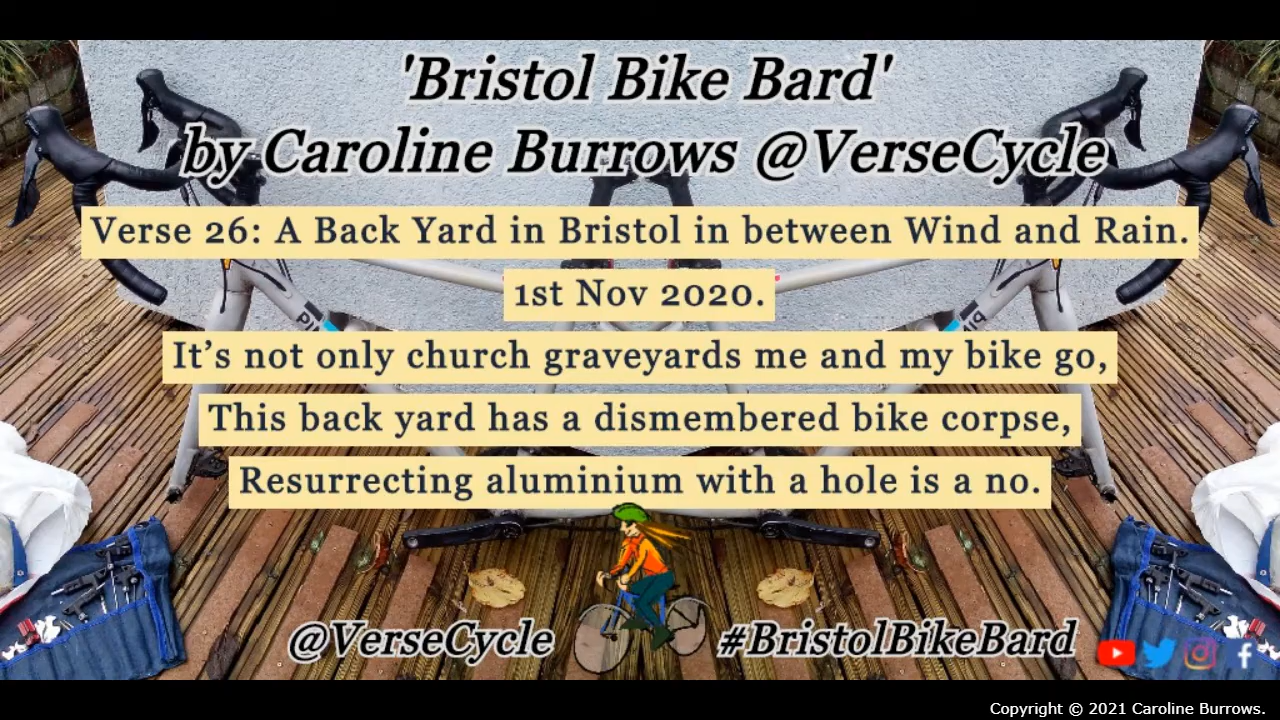 'Bristol Bike Bard'
by Caroline Burrows @VerseCycle
Verse 26: A Back Yard in Bristol in between Wind and Rain.
1st Nov 2020.
It’s not only church graveyards me and my bike go,
This back yard has a dismembered bike corpse,
Resurrecting aluminium with a hole is a no.
@VerseCycle #BristolBikeBard
Copyright © 2021 Caroline Burrows.